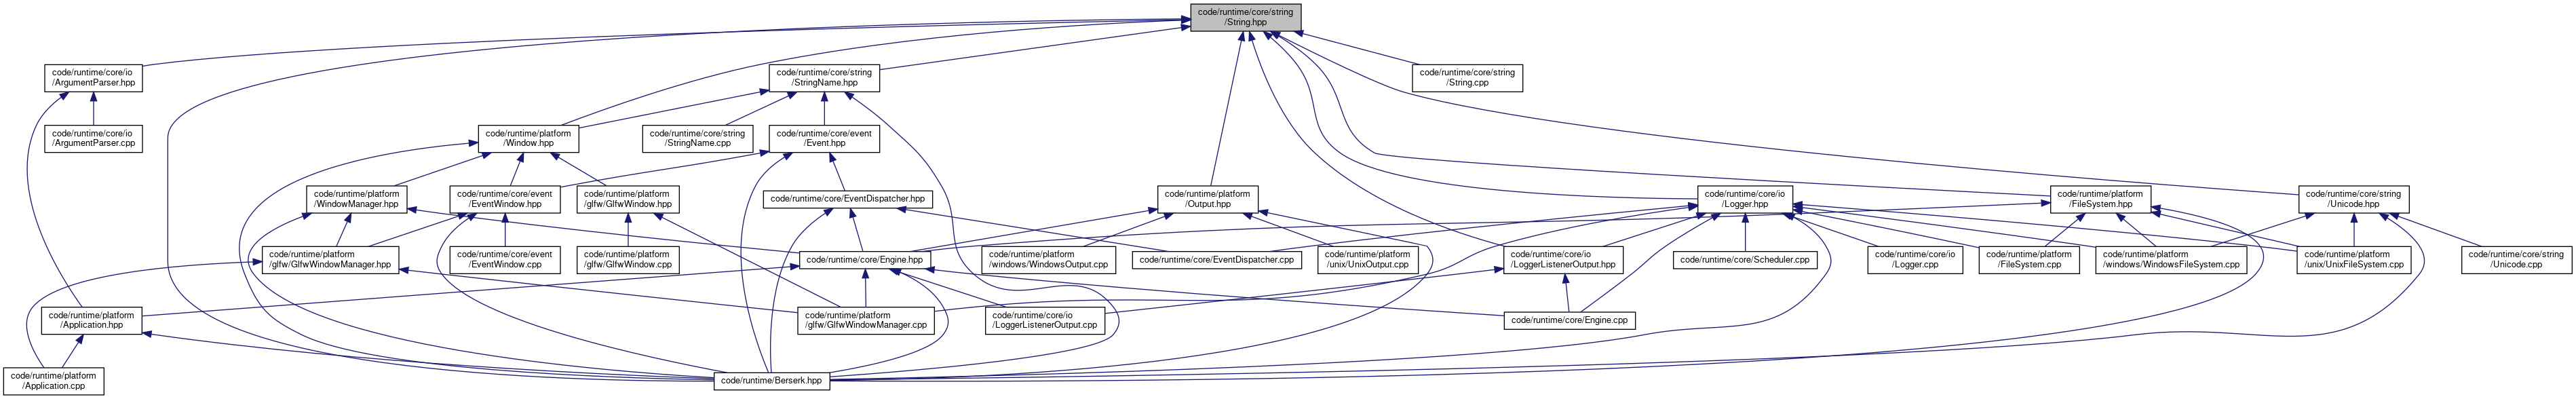 code/runtime/core/string
/String.hpp
code/runtime/core/io
/ArgumentParser.hpp
code/runtime/core/string
/StringName.hpp
code/runtime/core/string
/String.cpp
code/runtime/core/io
/ArgumentParser.cpp
code/runtime/platform
/Window.hpp
code/runtime/core/string
/StringName.cpp
code/runtime/core/event
/Event.hpp
code/runtime/platform
/WindowManager.hpp
code/runtime/core/event
/EventWindow.hpp
code/runtime/platform
/glfw/GlfwWindow.hpp
code/runtime/core/EventDispatcher.hpp
code/runtime/platform
/Output.hpp
code/runtime/core/io
/Logger.hpp
code/runtime/platform
/FileSystem.hpp
code/runtime/core/string
/Unicode.hpp
code/runtime/platform
/glfw/GlfwWindowManager.hpp
code/runtime/core/event
/EventWindow.cpp
code/runtime/platform
/glfw/GlfwWindow.cpp
code/runtime/core/Engine.hpp
code/runtime/platform
/windows/WindowsOutput.cpp
code/runtime/core/EventDispatcher.cpp
code/runtime/platform
/unix/UnixOutput.cpp
code/runtime/core/io
/LoggerListenerOutput.hpp
code/runtime/core/Scheduler.cpp
code/runtime/core/io
/Logger.cpp
code/runtime/platform
/FileSystem.cpp
code/runtime/platform
/windows/WindowsFileSystem.cpp
code/runtime/platform
/unix/UnixFileSystem.cpp
code/runtime/core/string
/Unicode.cpp
code/runtime/platform
/Application.hpp
code/runtime/platform
/glfw/GlfwWindowManager.cpp
code/runtime/core/io
/LoggerListenerOutput.cpp
code/runtime/core/Engine.cpp
code/runtime/platform
/Application.cpp
code/runtime/Berserk.hpp